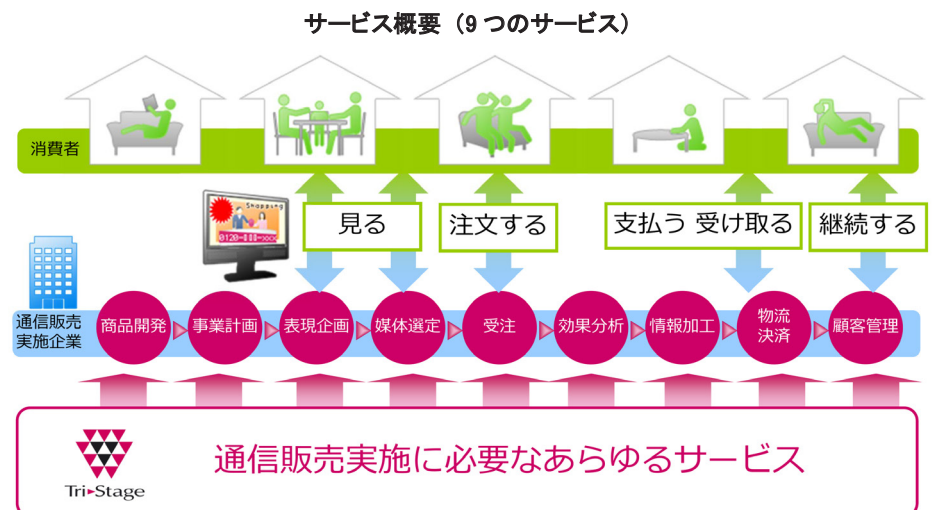 サービス概要（9つのサービス）
消費者
Shopping
見る
注文する
支払う 受け取る
継続する
通信販売
実施企業
商品開発
事業計画
表現企画
媒体選定
受注
効果分析
情報加工
物流
決済
顧客管理
Tri-Stage
通信販売実施に必要なあらゆるサービス